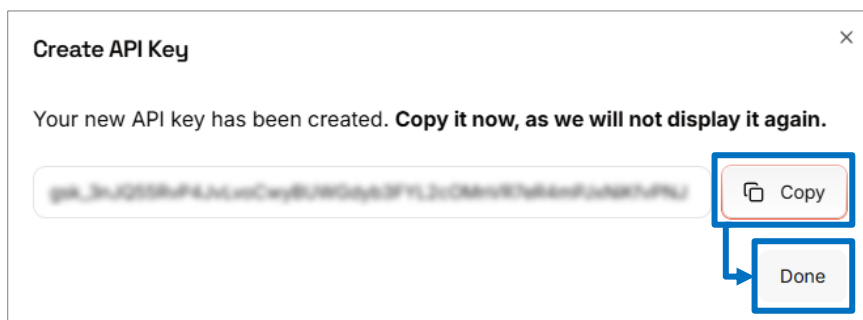 Create API Key
Your new API key has been created. Copy it now, as we will not display it again.
Copy
Done